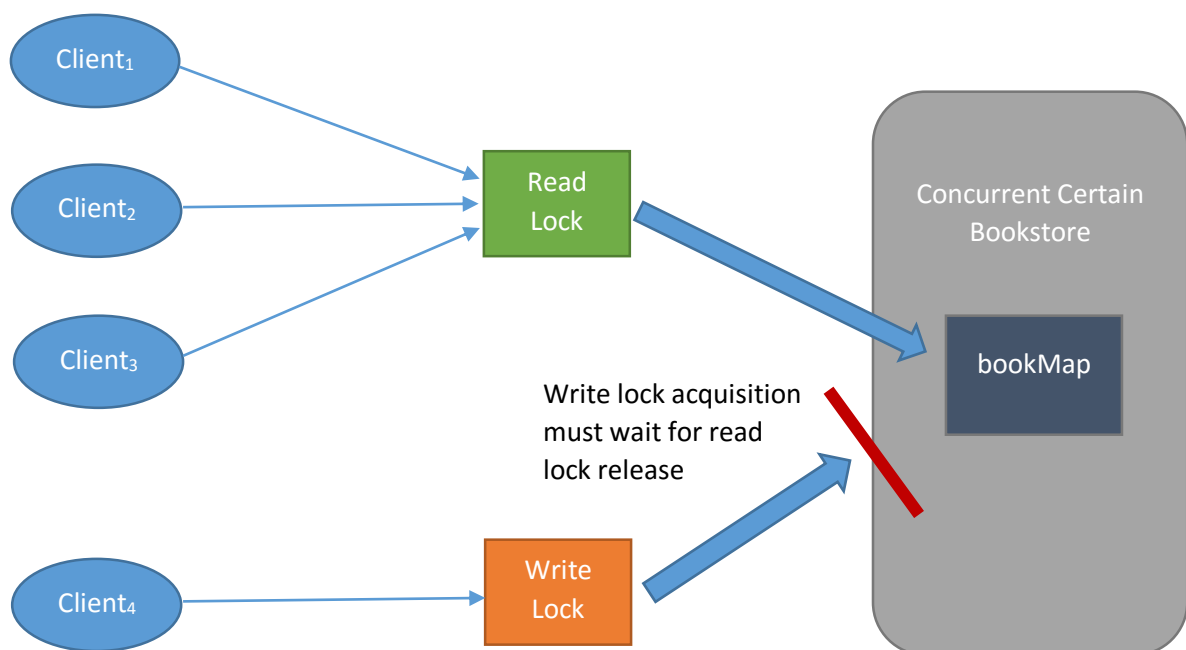 Client₁
Client₂
Client₃
Client₄
Read
Lock
Write lock acquisition
must wait for read
lock release
Write
Lock
Concurrent Certain
Bookstore
bookMap